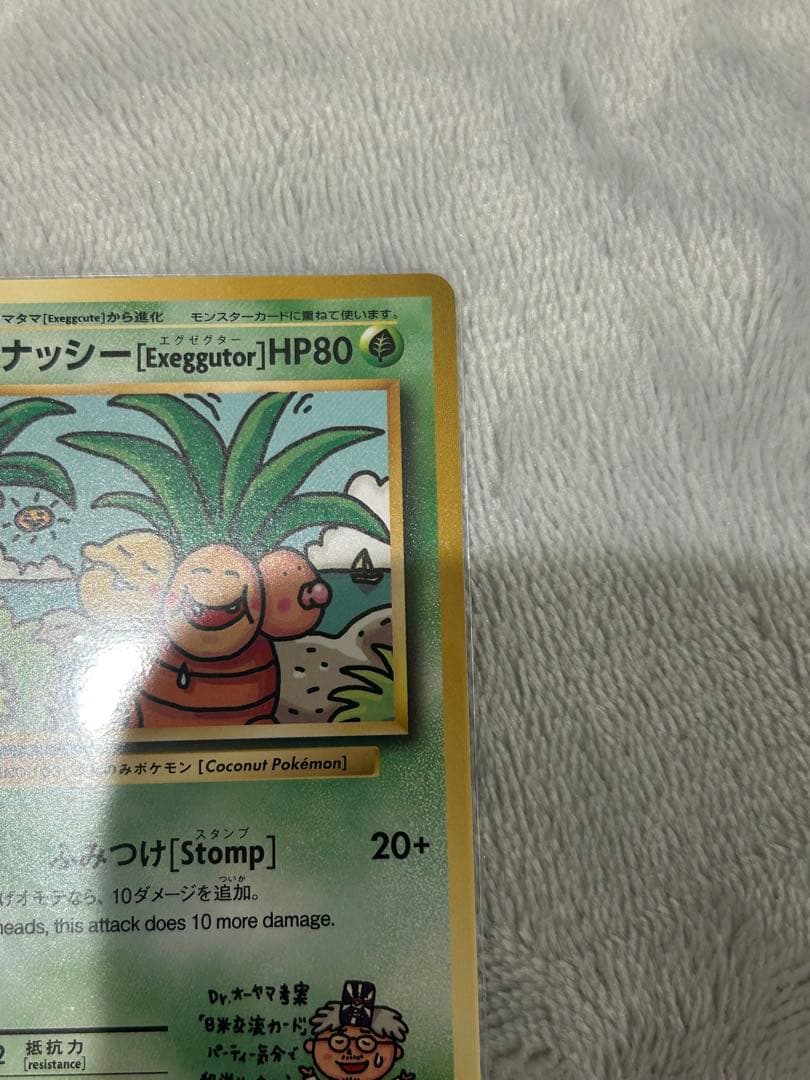 マタマ[Exeggcute]から進化 モンスターカードに重ねて使います。
エグゼグター
ナッシー[Exeggutor]HP80
のみポケモン [Coconut Pokémon]
スタンプ
ふみつけ[Stomp] 20+
ついか
げオモテなら、10ダメージを追加。
heads, this attack does 10 more damage.
Dr.オーヤマ考案
「日米交流カード」
パーティー気分で
2 抵抗力
[resistance]